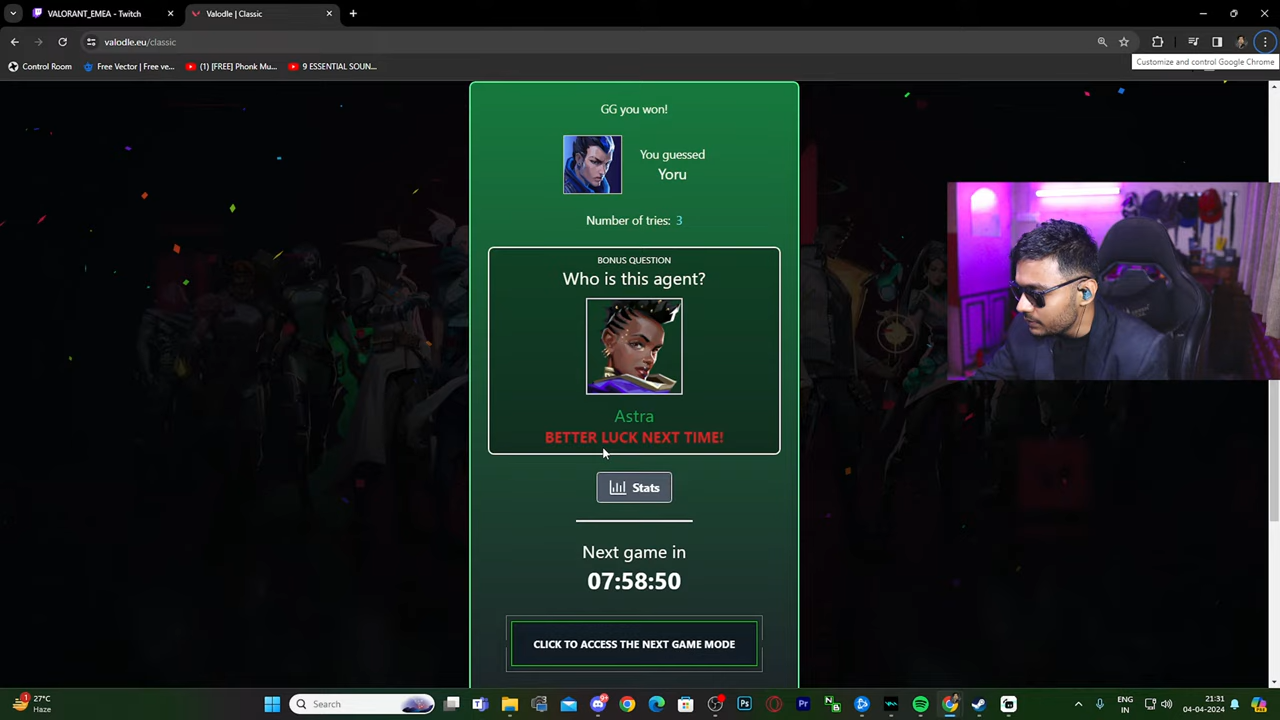 VALORANT_EMEA - Twitch
Valodle | Classic
valodle.eu/classic
Customize and control Google Chrome
Control Room
Free Vector | Free ve...
(1) [FREE] Phonk Mu...
9 ESSENTIAL SOUN...
GG you won!
You guessed
Yoru
Number of tries: 3
BONUS QUESTION
Who is this agent?
Astra
BETTER LUCK NEXT TIME!
Stats
Next game in
07:58:50
CLICK TO ACCESS THE NEXT GAME MODE
1
27°C
Haze
Search
ENG
IN
21:31
04-04-2024